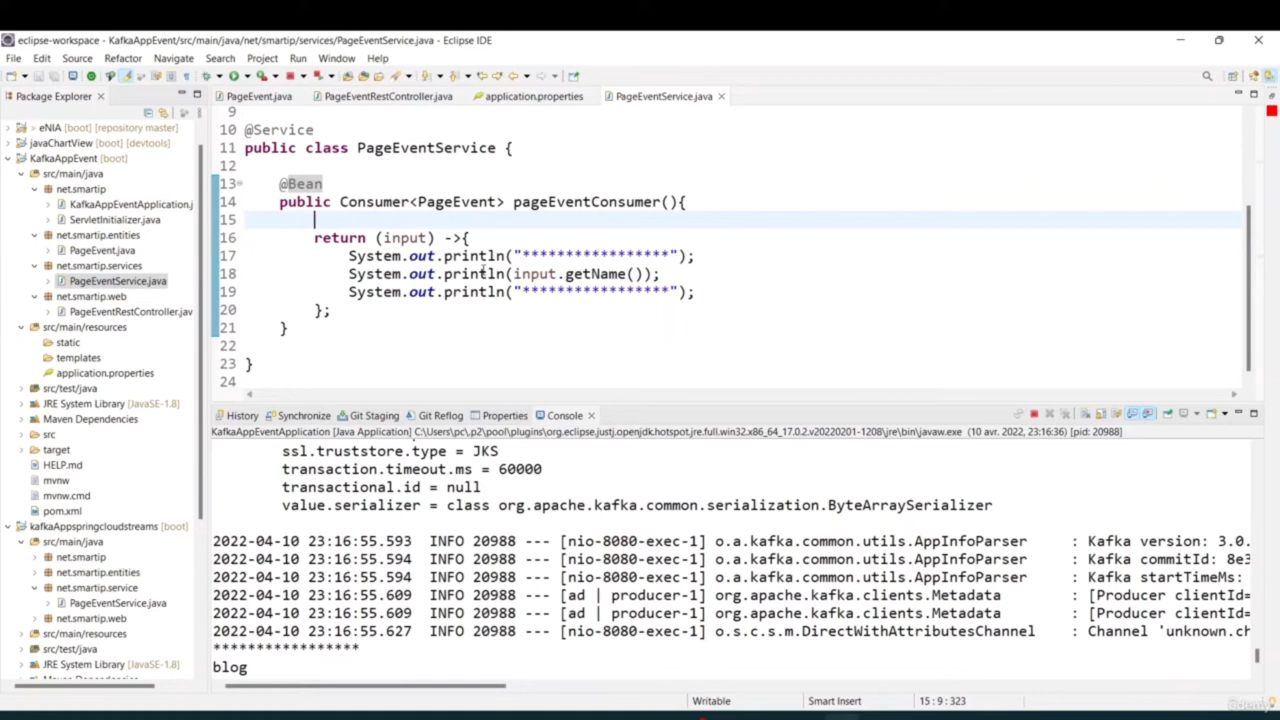 eclipse-workspace - KafkaAppEvent/src/main/java/net/smartip/services/PageEventService.java - Eclipse IDE
File Edit Source Refactor Navigate Search Project Run Window Help
Package Explorer
PageEvent.java PageEventRestController.java application.properties PageEventService.java
eNIA [boot] [repository master]
javaChartView [boot] [devtools]
KafkaAppEvent [boot]
src/main/java
net.smartip
KafkaAppEventApplication.j
ServletInitializer.java
net.smartip.entities
PageEvent.java
net.smartip.services
PageEventService.java
net.smartip.web
PageEventRestController.jav
src/main/resources
static
templates
application.properties
src/test/java
JRE System Library [JavaSE-1.8]
Maven Dependencies
src
target
HELP.md
mvnw
mvnw.cmd
pom.xml
kafkaAppspringcloudstreams [boot]
src/main/java
net.smartip
net.smartip.entities
net.smartip.service
PageEventService.java
net.smartip.web
src/main/resources
src/test/java
JRE System Library [JavaSE-1.8]
9
10 @Service
11 public class PageEventService {
12
13 @Bean
14 public Consumer<PageEvent> pageEventConsumer(){
15
16 return (input) ->{
17 System.out.println("*****************");
18 System.out.println(input.getName());
19 System.out.println("*****************");
20 };
21 }
22
23 }
24
History Synchronize Git Staging Git Reflog Properties Console
KafkaAppEventApplication [Java Application] C:\Users\pc\.p2\pool\plugins\org.eclipse.justj.openjdk.hotspot.jre.full.win32.x86_64_17.0.2.v20220201-1208\jre\bin\javaw.exe (10 avr. 2022, 23:16:36) [pid: 20988]
ssl.truststore.type = JKS
transaction.timeout.ms = 60000
transactional.id = null
value.serializer = class org.apache.kafka.common.serialization.ByteArraySerializer
2022-04-10 23:16:55.593 INFO 20988 --- [nio-8080-exec-1] o.a.kafka.common.utils.AppInfoParser : Kafka version: 3.0.
2022-04-10 23:16:55.594 INFO 20988 --- [nio-8080-exec-1] o.a.kafka.common.utils.AppInfoParser : Kafka commitId: 8e3
2022-04-10 23:16:55.594 INFO 20988 --- [nio-8080-exec-1] o.a.kafka.common.utils.AppInfoParser : Kafka startTimeMs:
2022-04-10 23:16:55.609 INFO 20988 --- [ad | producer-1] org.apache.kafka.clients.Metadata : [Producer clientId=
2022-04-10 23:16:55.609 INFO 20988 --- [ad | producer-1] org.apache.kafka.clients.Metadata : [Producer clientId=
2022-04-10 23:16:55.627 INFO 20988 --- [nio-8080-exec-1] o.s.c.s.m.DirectWithAttributesChannel : Channel 'unknown.ch
*****************
blog
Writable Smart Insert 15 : 9 : 323